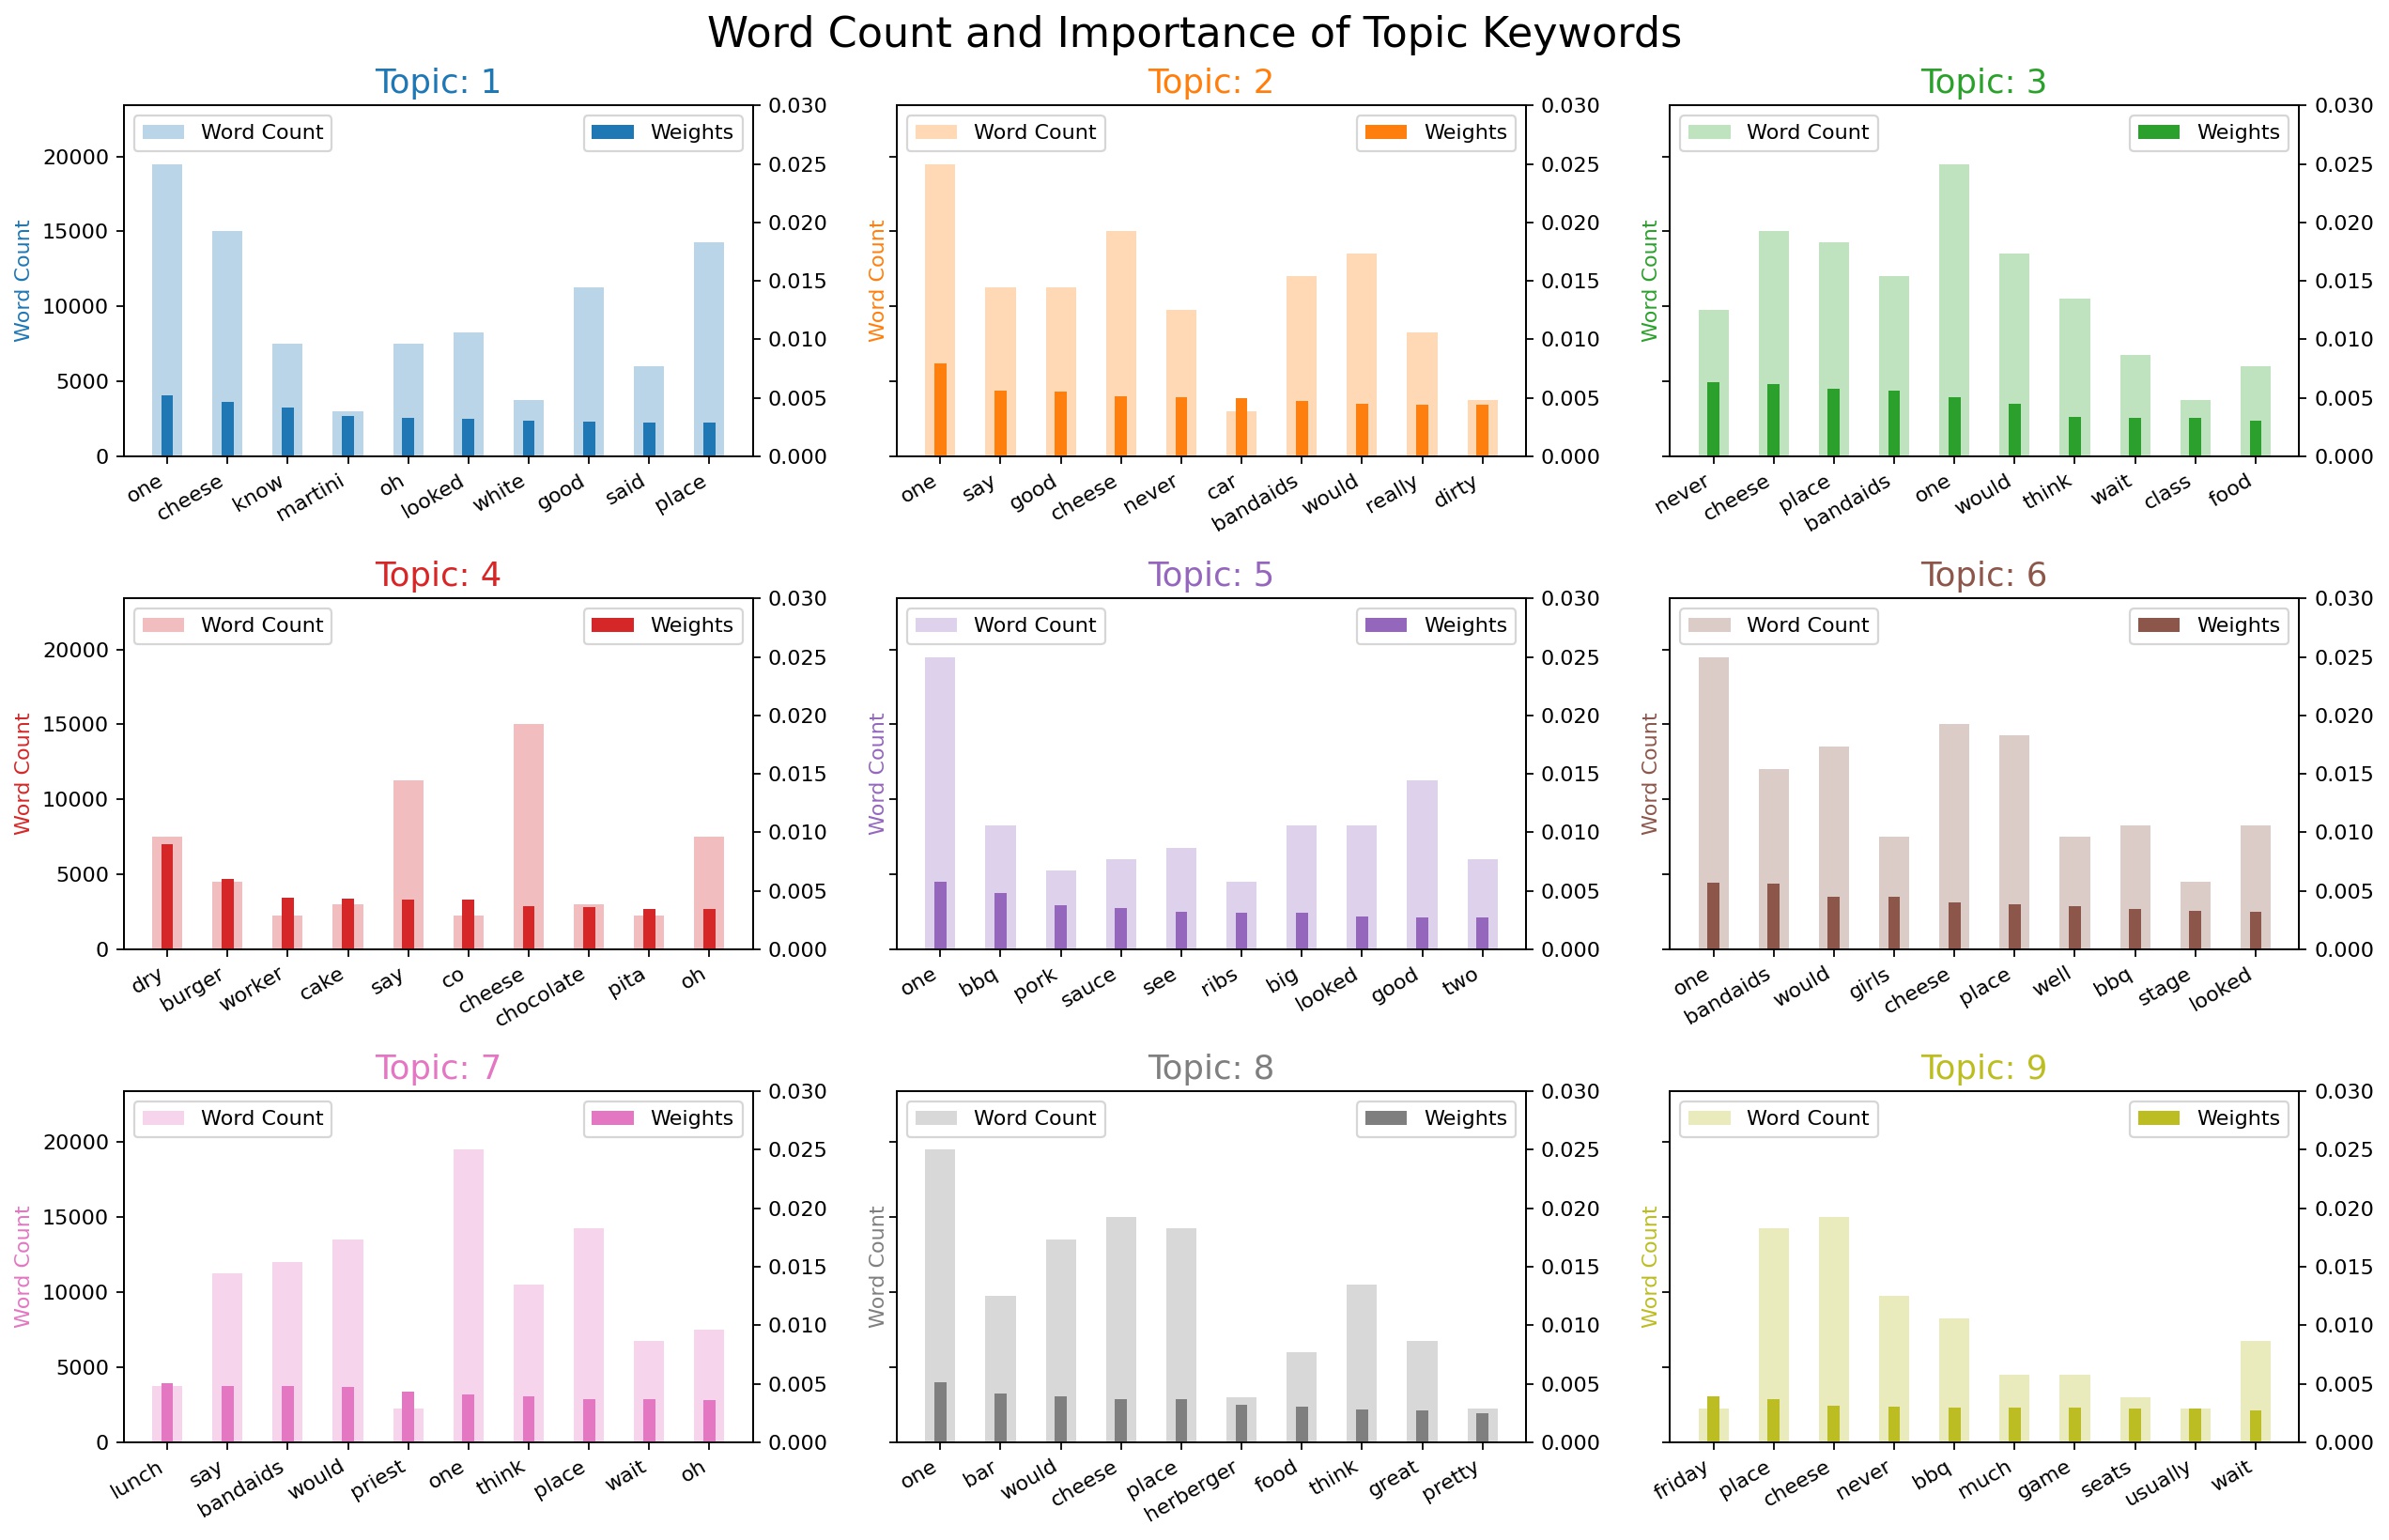 Word Count and Importance of Topic Keywords
Topic: 1
Word Count
Weights
Word Count
20000
15000
10000
5000
0
0.030
0.025
0.020
0.015
0.010
0.005
0.000
one cheese know martini oh looked white good said place
Topic: 2
Word Count
Weights
Word Count
0.030
0.025
0.020
0.015
0.010
0.005
0.000
one say good cheese never car bandaids would really dirty
Topic: 3
Word Count
Weights
Word Count
0.030
0.025
0.020
0.015
0.010
0.005
0.000
never cheese place bandaids one would think wait class food
Topic: 4
Word Count
Weights
Word Count
20000
15000
10000
5000
0
0.030
0.025
0.020
0.015
0.010
0.005
0.000
dry burger worker cake say co cheese chocolate pita oh
Topic: 5
Word Count
Weights
Word Count
0.030
0.025
0.020
0.015
0.010
0.005
0.000
one bbq pork sauce see ribs big looked good two
Topic: 6
Word Count
Weights
Word Count
0.030
0.025
0.020
0.015
0.010
0.005
0.000
one bandaids would girls cheese place well bbq stage looked
Topic: 7
Word Count
Weights
Word Count
20000
15000
10000
5000
0
0.030
0.025
0.020
0.015
0.010
0.005
0.000
lunch say bandaids would priest one think place wait oh
Topic: 8
Word Count
Weights
Word Count
0.030
0.025
0.020
0.015
0.010
0.005
0.000
one bar would cheese place herberger food think great pretty
Topic: 9
Word Count
Weights
Word Count
0.030
0.025
0.020
0.015
0.010
0.005
0.000
friday place cheese never bbq much game seats usually wait